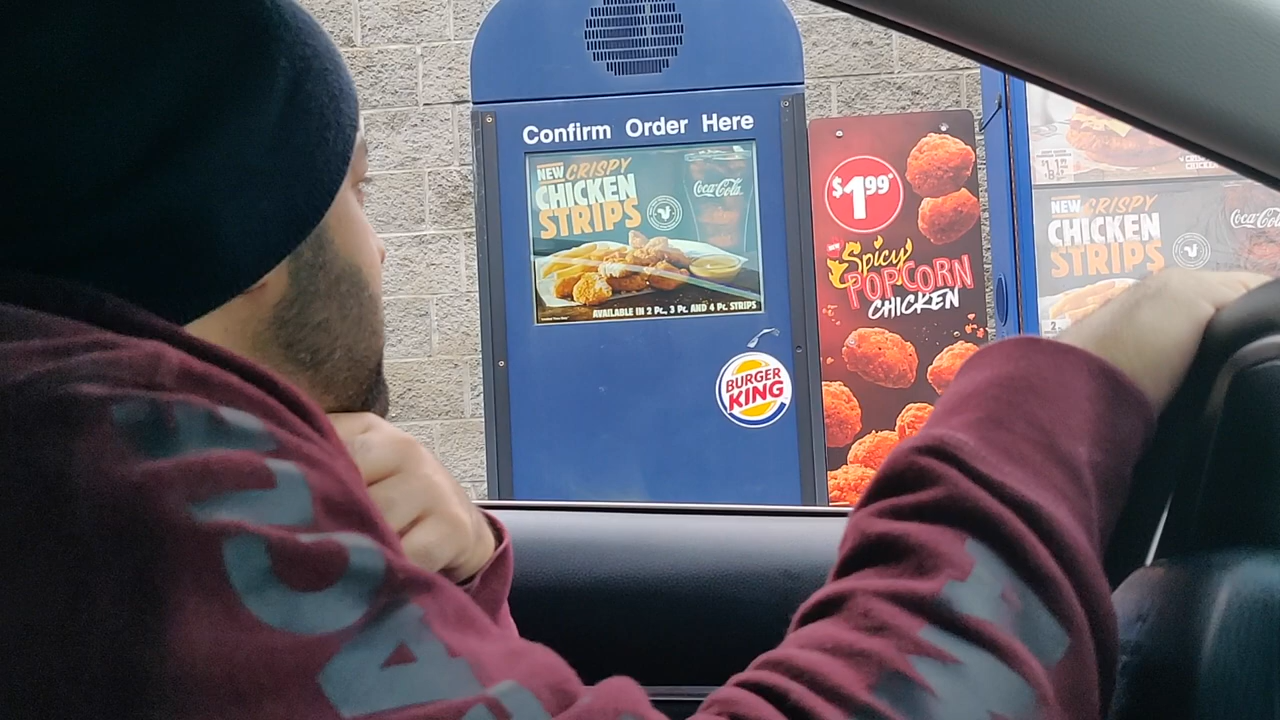 Confirm Order Here
NEW CRISPY
CHICKEN
STRIPS
Coca-Cola
AVAILABLE IN 2 Pc., 3 Pc. AND 4 Pc. STRIPS
BURGER
KING
$1.99
NEW
Spicy
POPCORN
CHICKEN
NEW CRISPY
CHICKEN
STRIPS
Coca-Cola
2